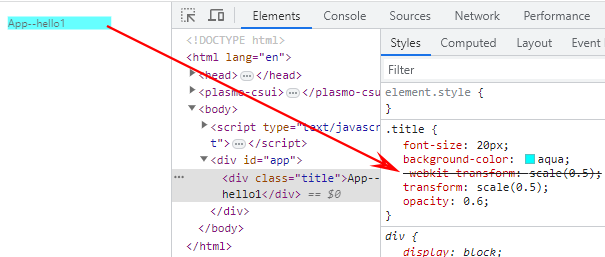 App--hello1
Elements Console Sources Network Performance
<!DOCTYPE html>
<html lang="en">
<head> ⋯ </head>
<plasmo-csui> ⋯ </plasmo-csui>
<body>
<script type="text/javascr
t"> ⋯ </script>
<div id="app">
⋯ <div class="title">App--
hello1</div> == $0
</div>
</body>
</html>
Styles Computed Layout Event
Filter
element.style {
}
.title {
font-size: 20px;
background-color: aqua;
-webkit-transform: scale(0.5);
transform: scale(0.5);
opacity: 0.6;
}
div {
display: block;